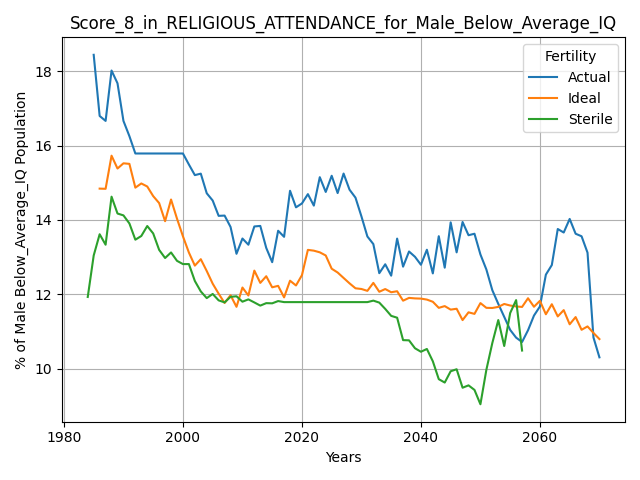 Score_8_in_RELIGIOUS_ATTENDANCE_for_Male_Below_Average_IQ
% of Male Below_Average_IQ Population
18
16
14
12
10
Fertility
Actual
Ideal
Sterile
1980
2000
2020
2040
2060
Years